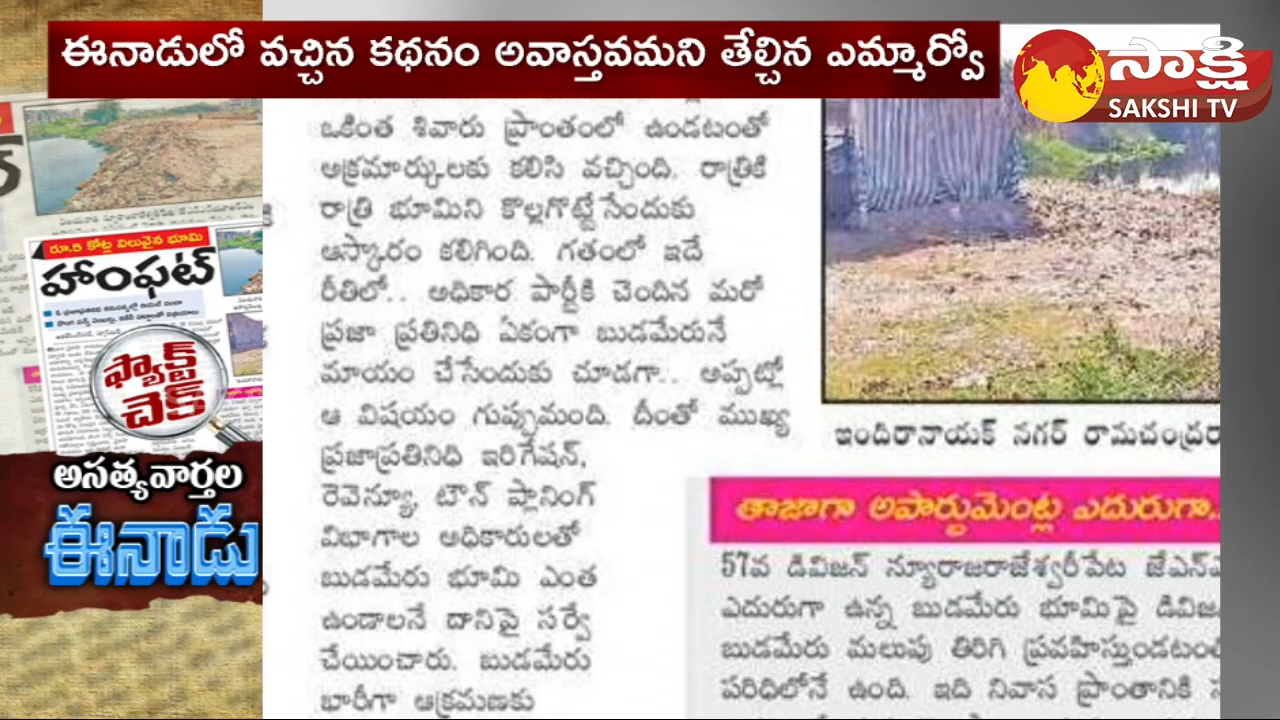 ఈనాడులో వచ్చిన కథనం అవాస్తవమని తేల్చిన ఎమ్మార్వో
సాక్షి
SAKSHI TV
రూ.5 కోట్ల విలువైన భూమి
హాంఫట్
ఫ్యాక్ట్
చెక్
అసత్యవార్తల
ఈనాడు
ఒకింత శివారు ప్రాంతంలో ఉండటంతో
ఆక్రమార్కులకు కలిసి వచ్చింది. రాత్రికి
రాత్రి భూమిని కొల్లగొట్టేసేందుకు
ఆస్కారం కలిగింది. గతంలో ఇదే
రీతిలో.. అధికార పార్టీకి చెందిన మరో
ప్రజా ప్రతినిధి ఏకంగా బుడమేరునే
మాయం చేసేందుకు చూడగా.. అప్పట్లో
ఆ విషయం గుప్పుమంది. దీంతో ముఖ్య
ప్రజాప్రతినిధి ఇరిగేషన్,
రెవెన్యూ, టౌన్ ప్లానింగ్
విభాగాల అధికారులతో
బుడమేరు భూమి ఎంత
ఉండాలనే దానిపై సర్వే
చేయించారు. బుడమేరు
భారీగా ఆక్రమణకు
ఇందిరానాయక్ నగర్ రామచంద్రరా
తాజాగా అపార్టుమెంట్ల ఎదురుగా..
57వ డివిజన్ న్యూరాజరాజేశ్వరీపేట జేఎన్‌
ఎదురుగా ఉన్న బుడమేరు భూమిపై డివిజ
బుడమేరు మలుపు తిరిగి ప్రవహిస్తుండటంత
పరిధిలోనే ఉంది. ఇది నివాస ప్రాంతానికి